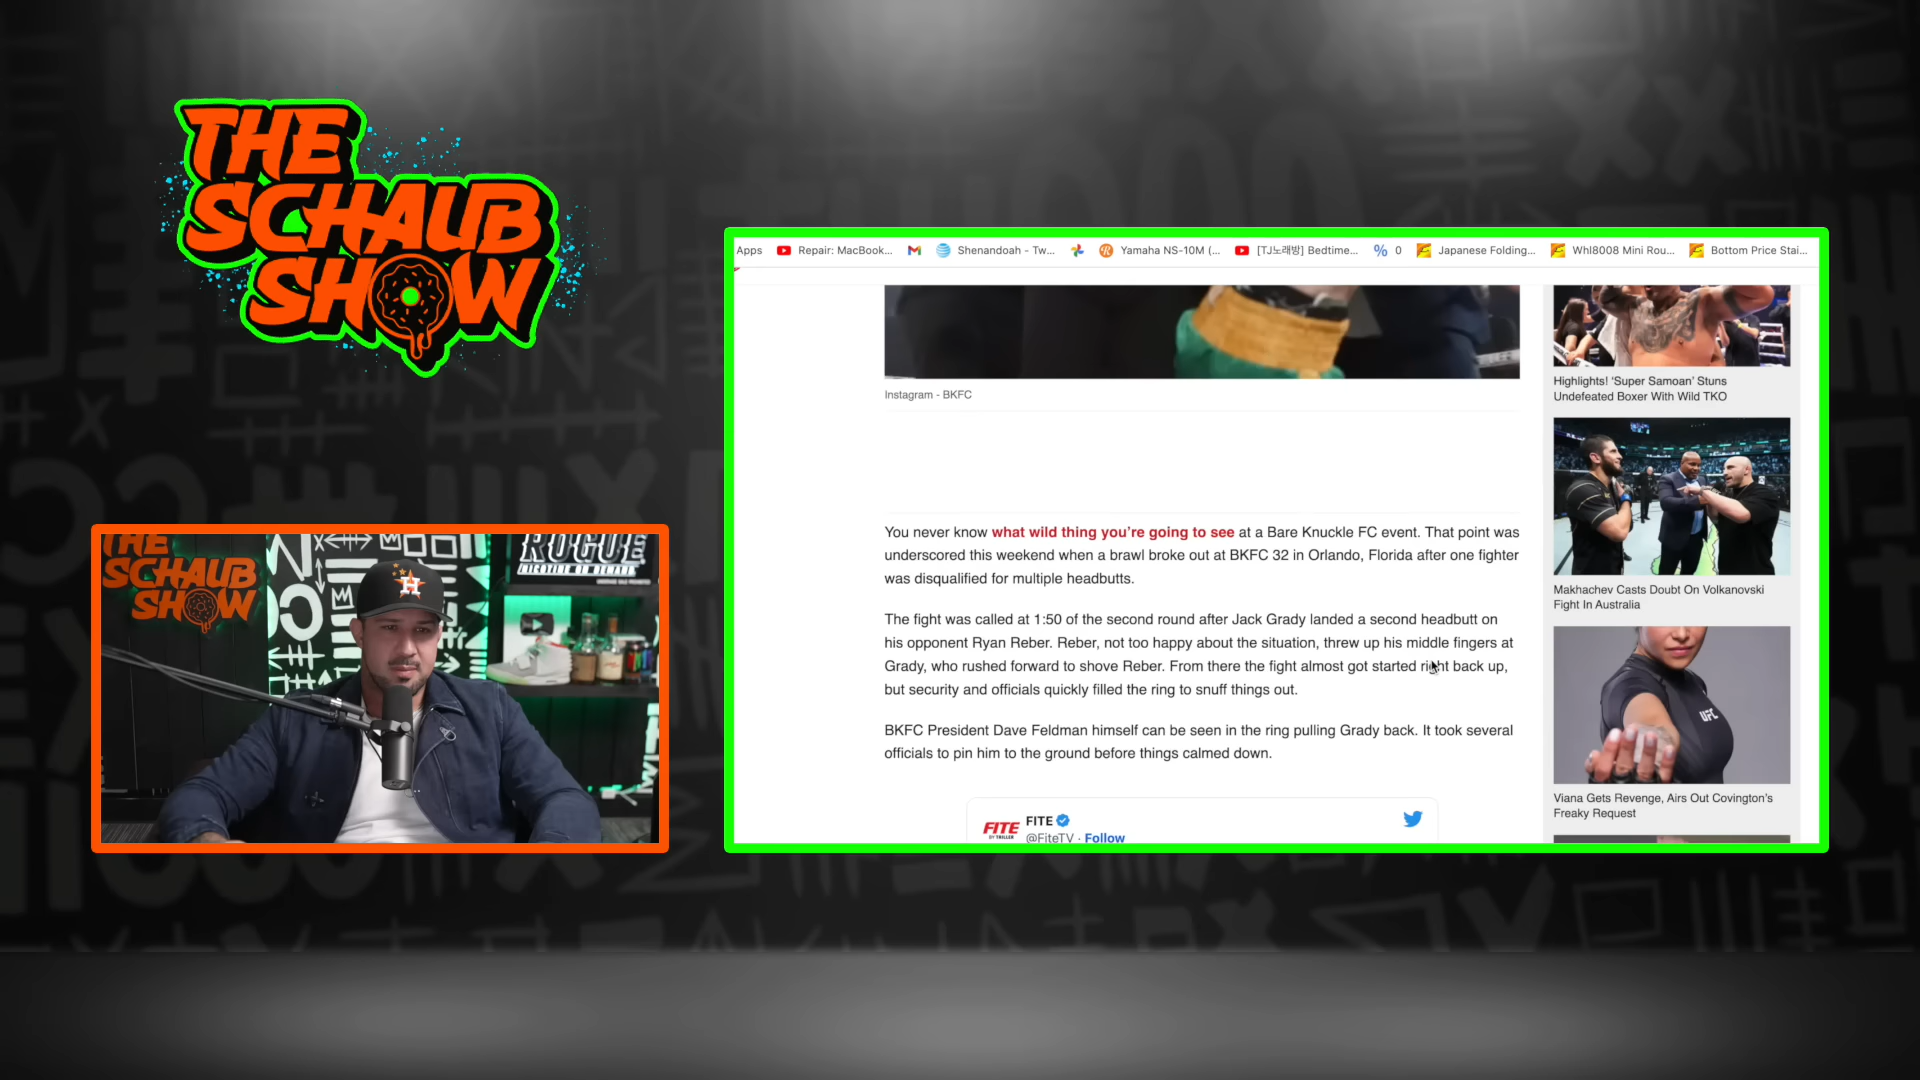 THE
SCHAUB
SHOW
Apps
Repair: MacBook...
Shenandoah - Tw...
Yamaha NS-10M (...
[TJ노래방] Bedtime...
0
Japanese Folding...
Whl8008 Mini Rou...
Bottom Price Stai...
Instagram - BKFC
You never know what wild thing you’re going to see at a Bare Knuckle FC event. That point was
underscored this weekend when a brawl broke out at BKFC 32 in Orlando, Florida after one fighter
was disqualified for multiple headbutts.
The fight was called at 1:50 of the second round after Jack Grady landed a second headbutt on
his opponent Ryan Reber. Reber, not too happy about the situation, threw up his middle fingers at
Grady, who rushed forward to shove Reber. From there the fight almost got started right back up,
but security and officials quickly filled the ring to snuff things out.
BKFC President Dave Feldman himself can be seen in the ring pulling Grady back. It took several
officials to pin him to the ground before things calmed down.
FITE
FITE
@FiteTV · Follow
Highlights! ‘Super Samoan’ Stuns
Undefeated Boxer With Wild TKO
Makhachev Casts Doubt On Volkanovski
Fight In Australia
UFC
Viana Gets Revenge, Airs Out Covington’s
Freaky Request
THE
SCHAUB
SHOW
ROGUE
NICOTINE ON DEMAND
H